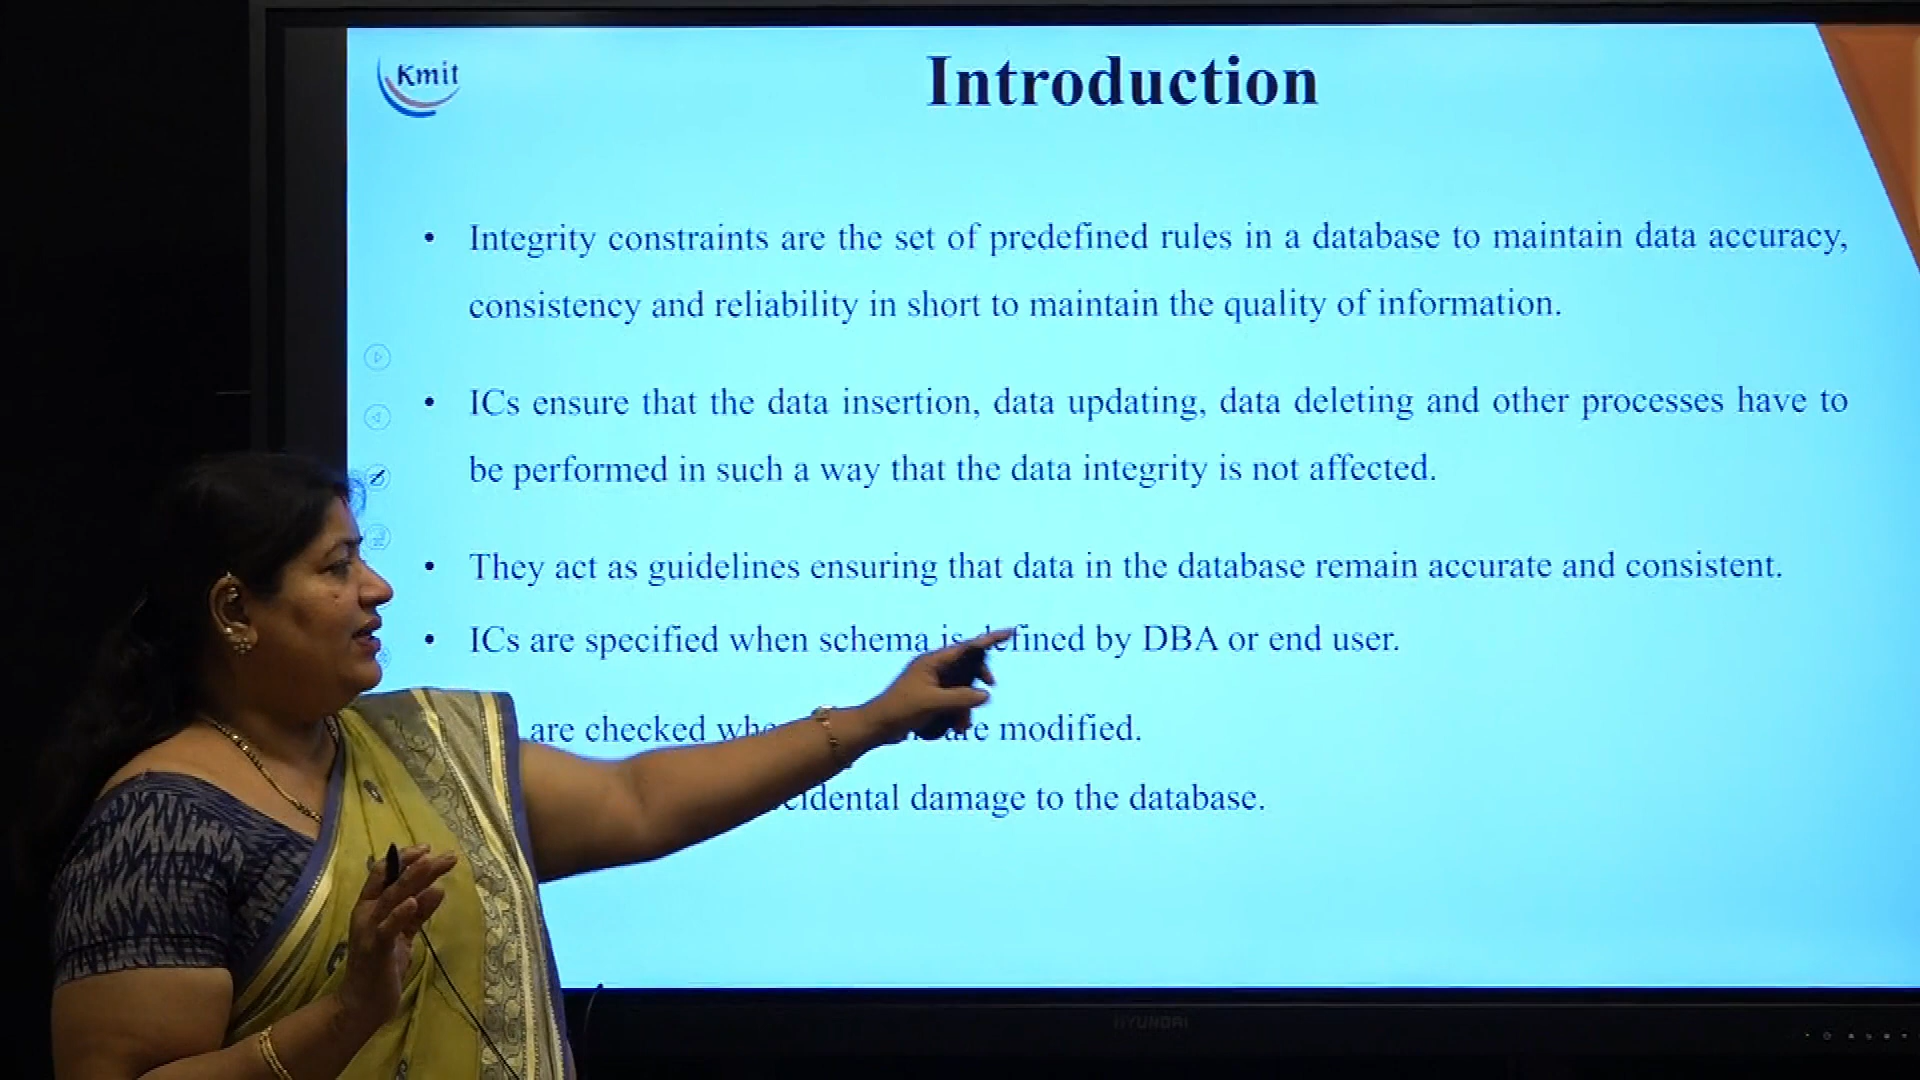 Kmit
Introduction
• Integrity constraints are the set of predefined rules in a database to maintain data accuracy,
consistency and reliability in short to maintain the quality of information.
• ICs ensure that the data insertion, data updating, data deleting and other processes have to
be performed in such a way that the data integrity is not affected.
• They act as guidelines ensuring that data in the database remain accurate and consistent.
• ICs are specified when schema is defined by DBA or end user.
are checked are modified.
damage to the database.
HYUNDAI